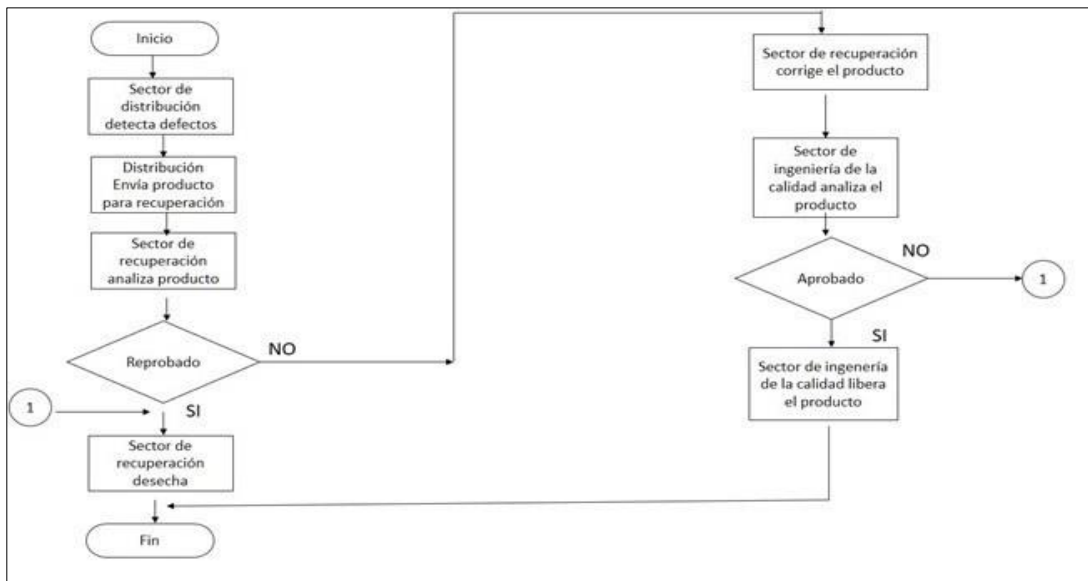 Inicio
Sector de
distribución
detecta defectos
Distribución
Envía producto
para recuperación
Sector de
recuperación
analiza producto
Reprobado
NO
1
SI
Sector de
recuperación
desecha
Fin
Sector de recuperación
corrige el producto
Sector de
ingeniería de la
calidad analiza el
producto
Aprobado
NO
1
SI
Sector de ingenería
de la calidad libera
el producto